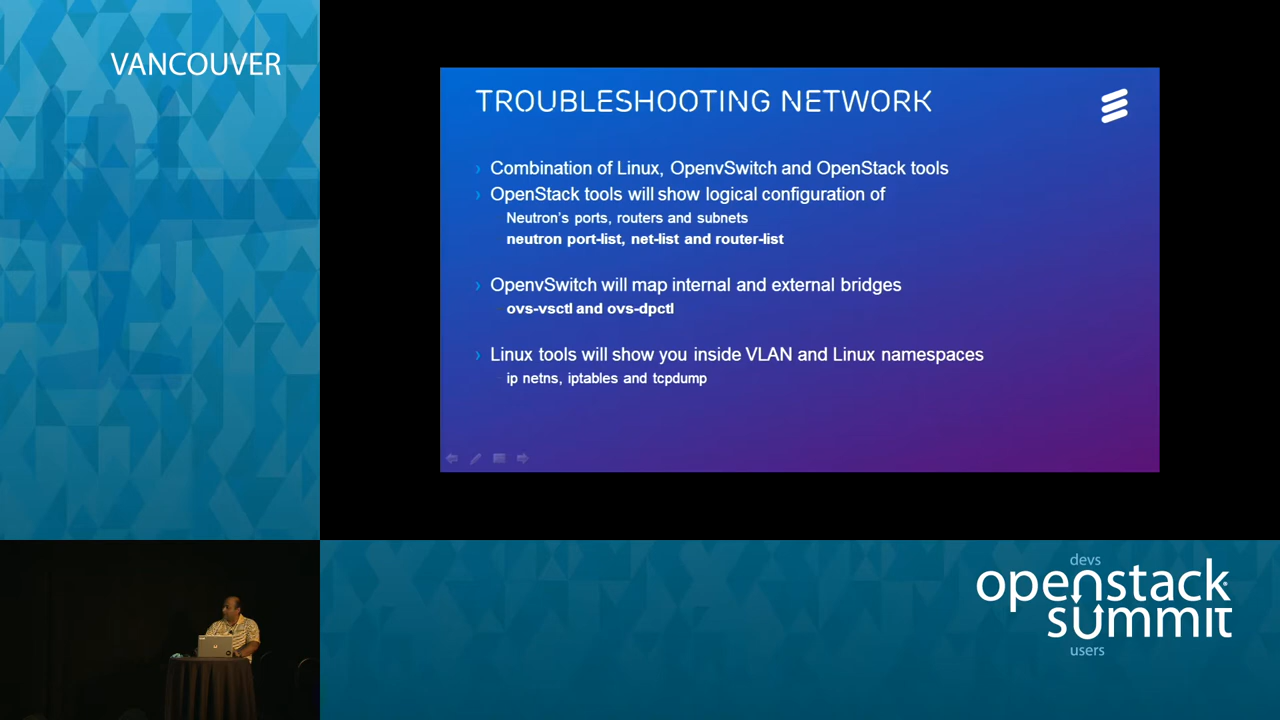 VANCOUVER
TROUBLESHOOTING NETWORK
› Combination of Linux, OpenvSwitch and OpenStack tools
› OpenStack tools will show logical configuration of
Neutron's ports, routers and subnets
neutron port-list, net-list and router-list
› OpenvSwitch will map internal and external bridges
ovs-vsctl and ovs-dpctl
› Linux tools will show you inside VLAN and Linux namespaces
ip netns, iptables and tcpdump
devs
openstack
summit
users